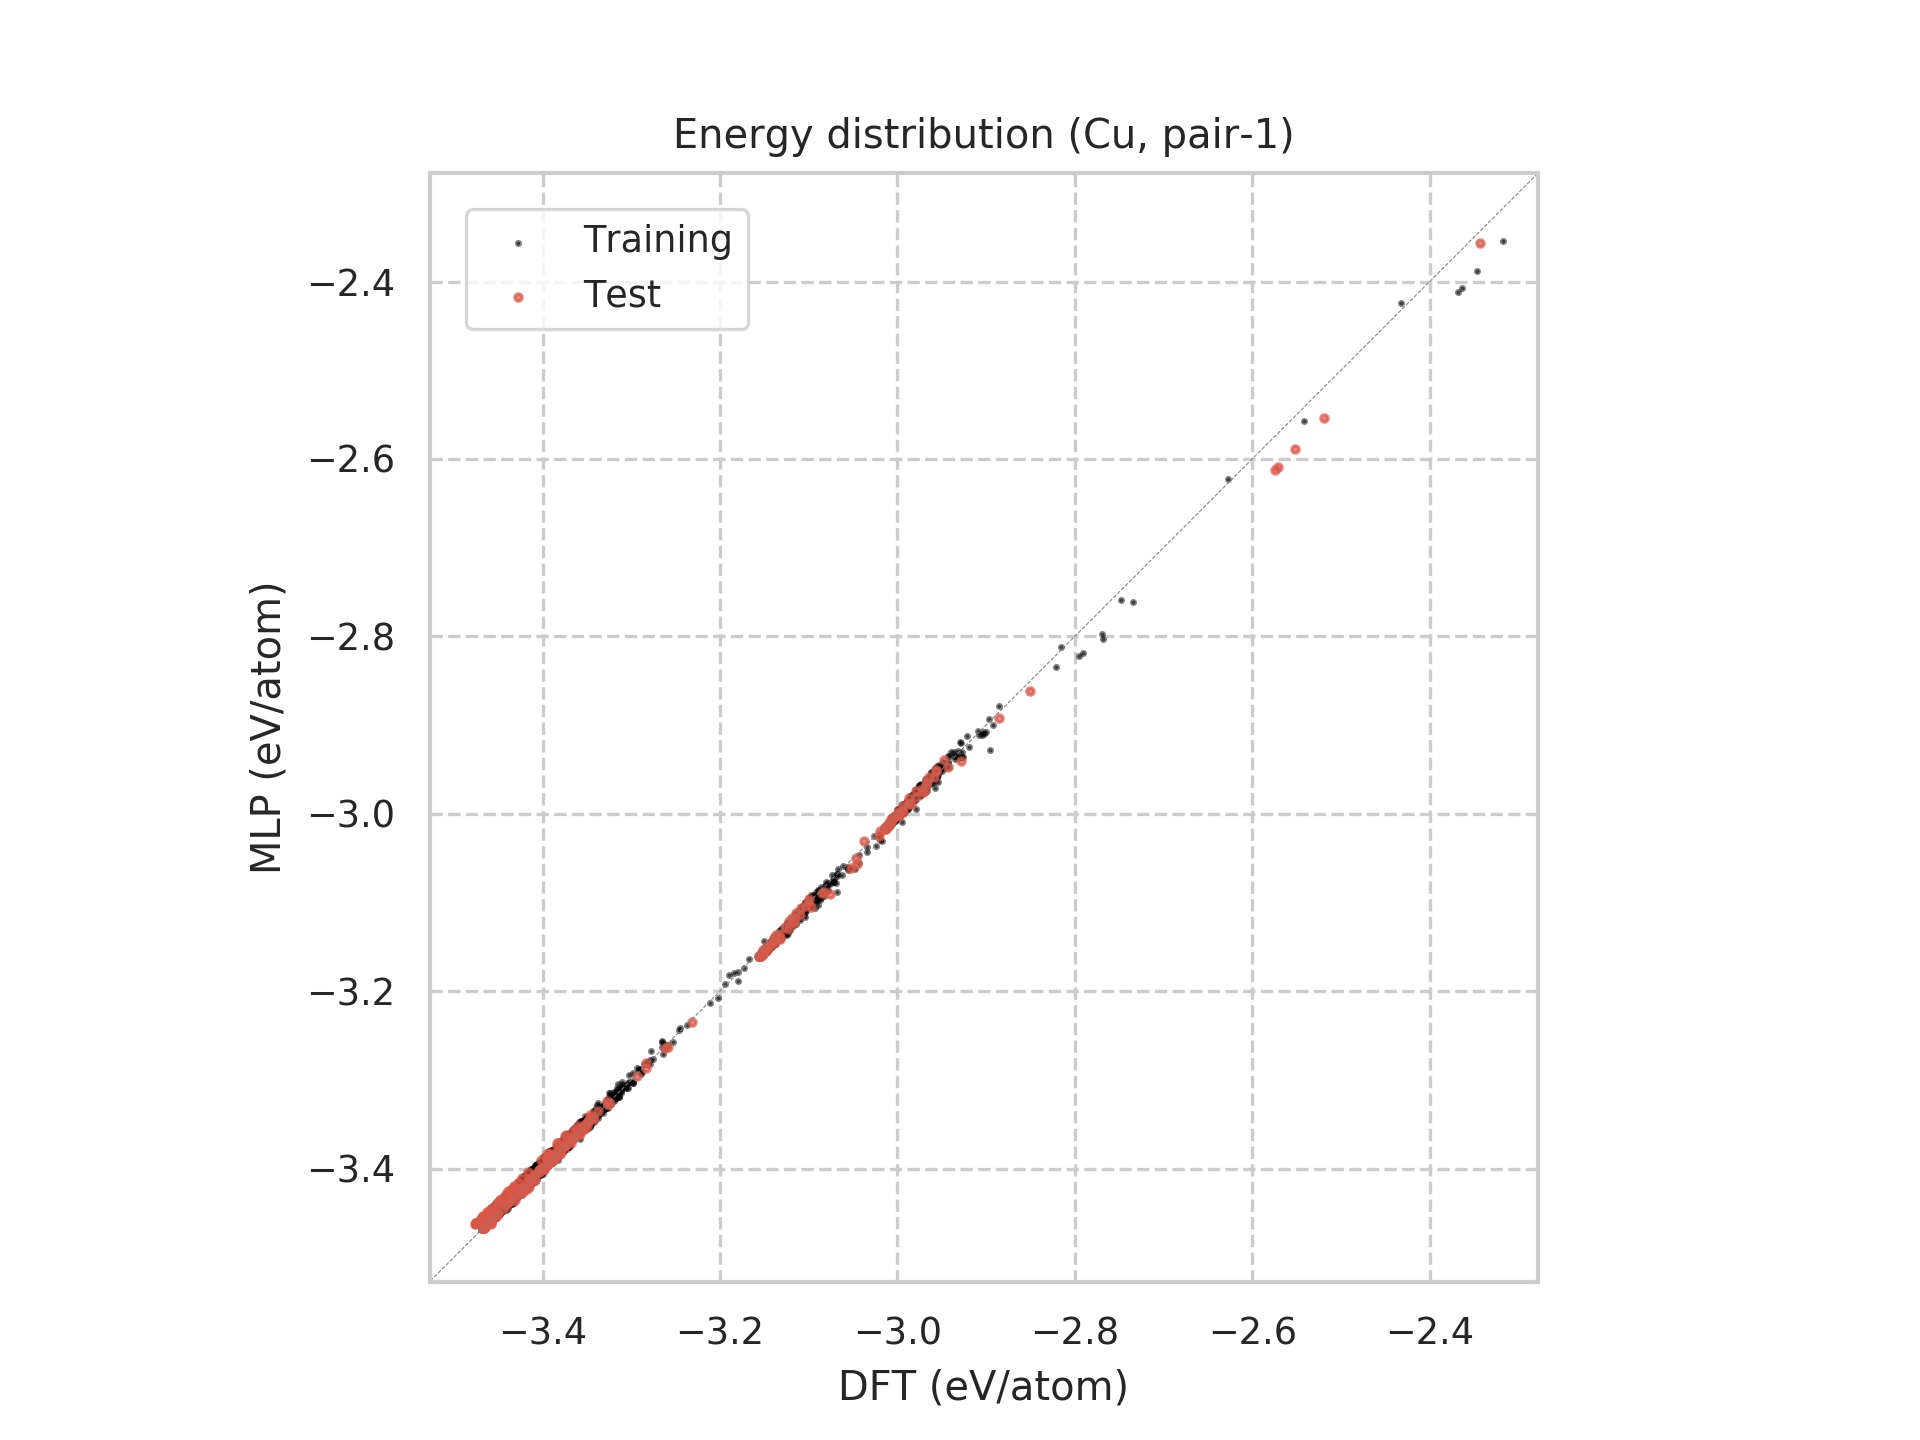 Energy distribution (Cu, pair-1)
Training
Test
−2.4
−2.6
−2.8
−3.0
−3.2
−3.4
MLP (eV/atom)
−3.4 −3.2 −3.0 −2.8 −2.6 −2.4
DFT (eV/atom)